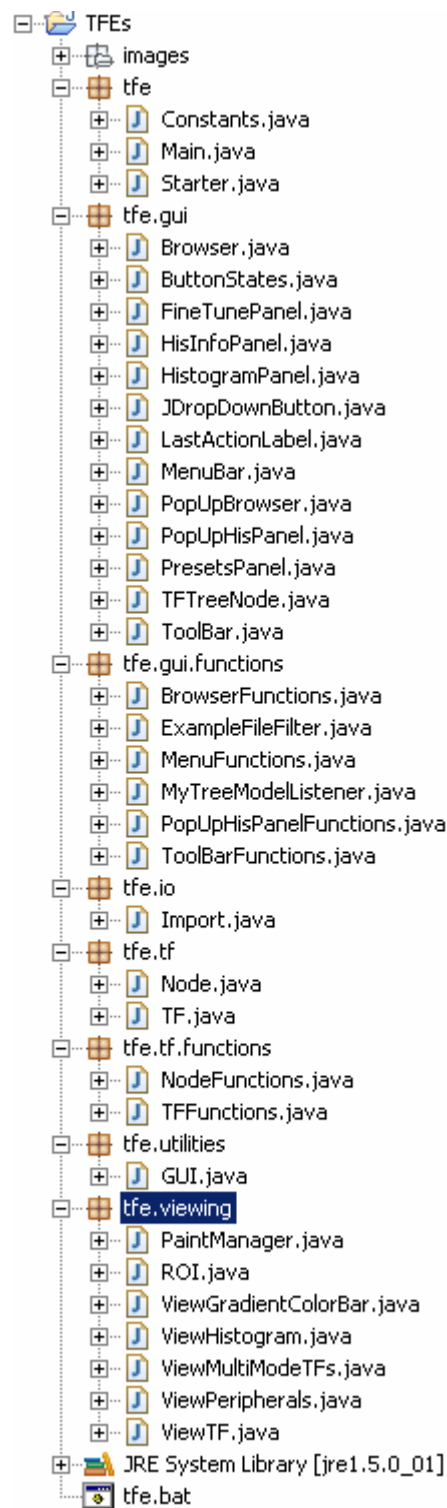 TFEs
images
tfe
Constants.java
Main.java
Starter.java
tfe.gui
Browser.java
ButtonStates.java
FineTunePanel.java
HisInfoPanel.java
HistogramPanel.java
JDropDownButton.java
LastActionLabel.java
MenuBar.java
PopUpBrowser.java
PopUpHisPanel.java
PresetsPanel.java
TFTreeNode.java
ToolBar.java
tfe.gui.functions
BrowserFunctions.java
ExampleFileFilter.java
MenuFunctions.java
MyTreeModelListener.java
PopUpHisPanelFunctions.java
ToolBarFunctions.java
tfe.io
Import.java
tfe.tf
Node.java
TF.java
tfe.tf.functions
NodeFunctions.java
TFFunctions.java
tfe.utilities
GUI.java
tfe.viewing
PaintManager.java
ROI.java
ViewGradientColorBar.java
ViewHistogram.java
ViewMultiModeTFs.java
ViewPeripherals.java
ViewTF.java
JRE System Library [jre1.5.0_01]
tfe.bat